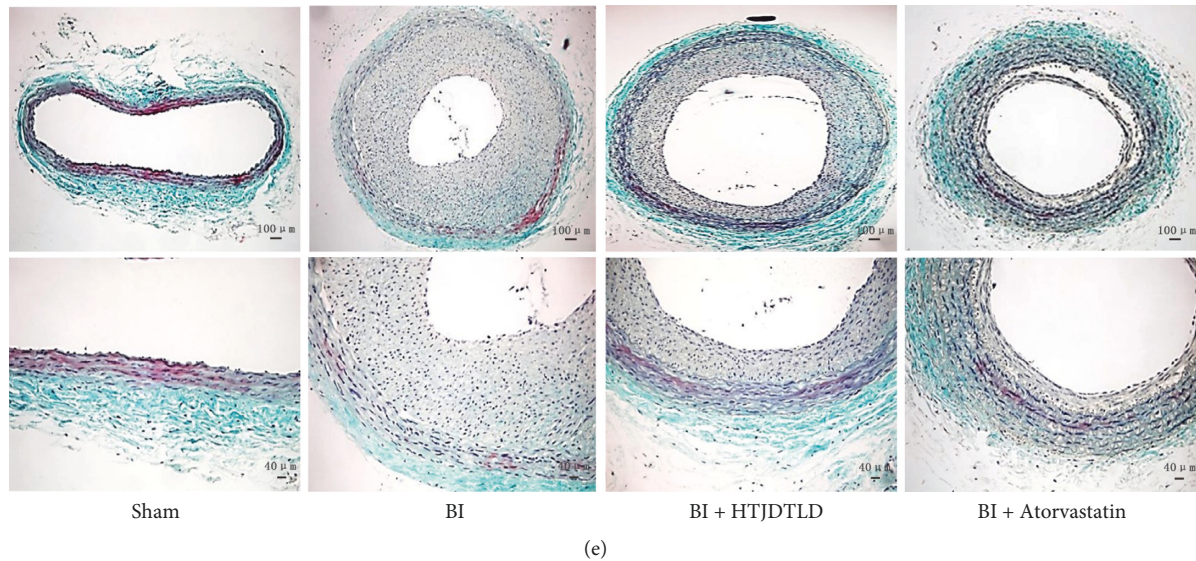 100 μm 100 μm 100 μm 100 μm
40 μm 40 μm 40 μm 40 μm
Sham BI BI + HTJDTLD BI + Atorvastatin
(e)